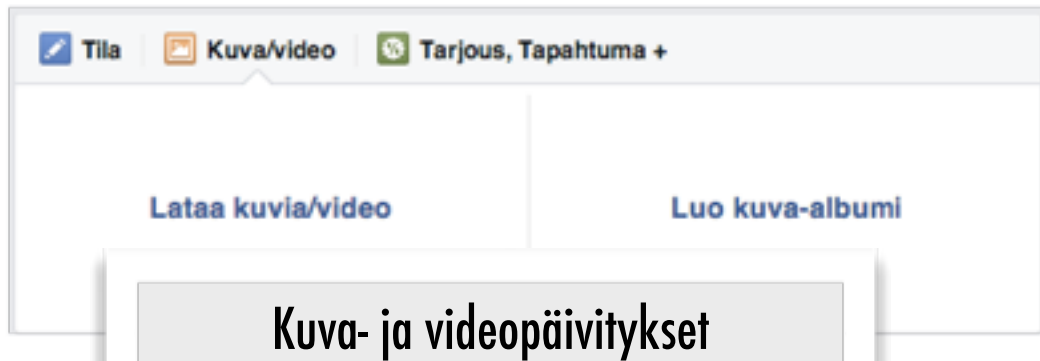 Tila Kuva/video Tarjous, Tapahtuma +
Lataa kuvia/video Luo kuva-albumi
Kuva- ja videopäivitykset